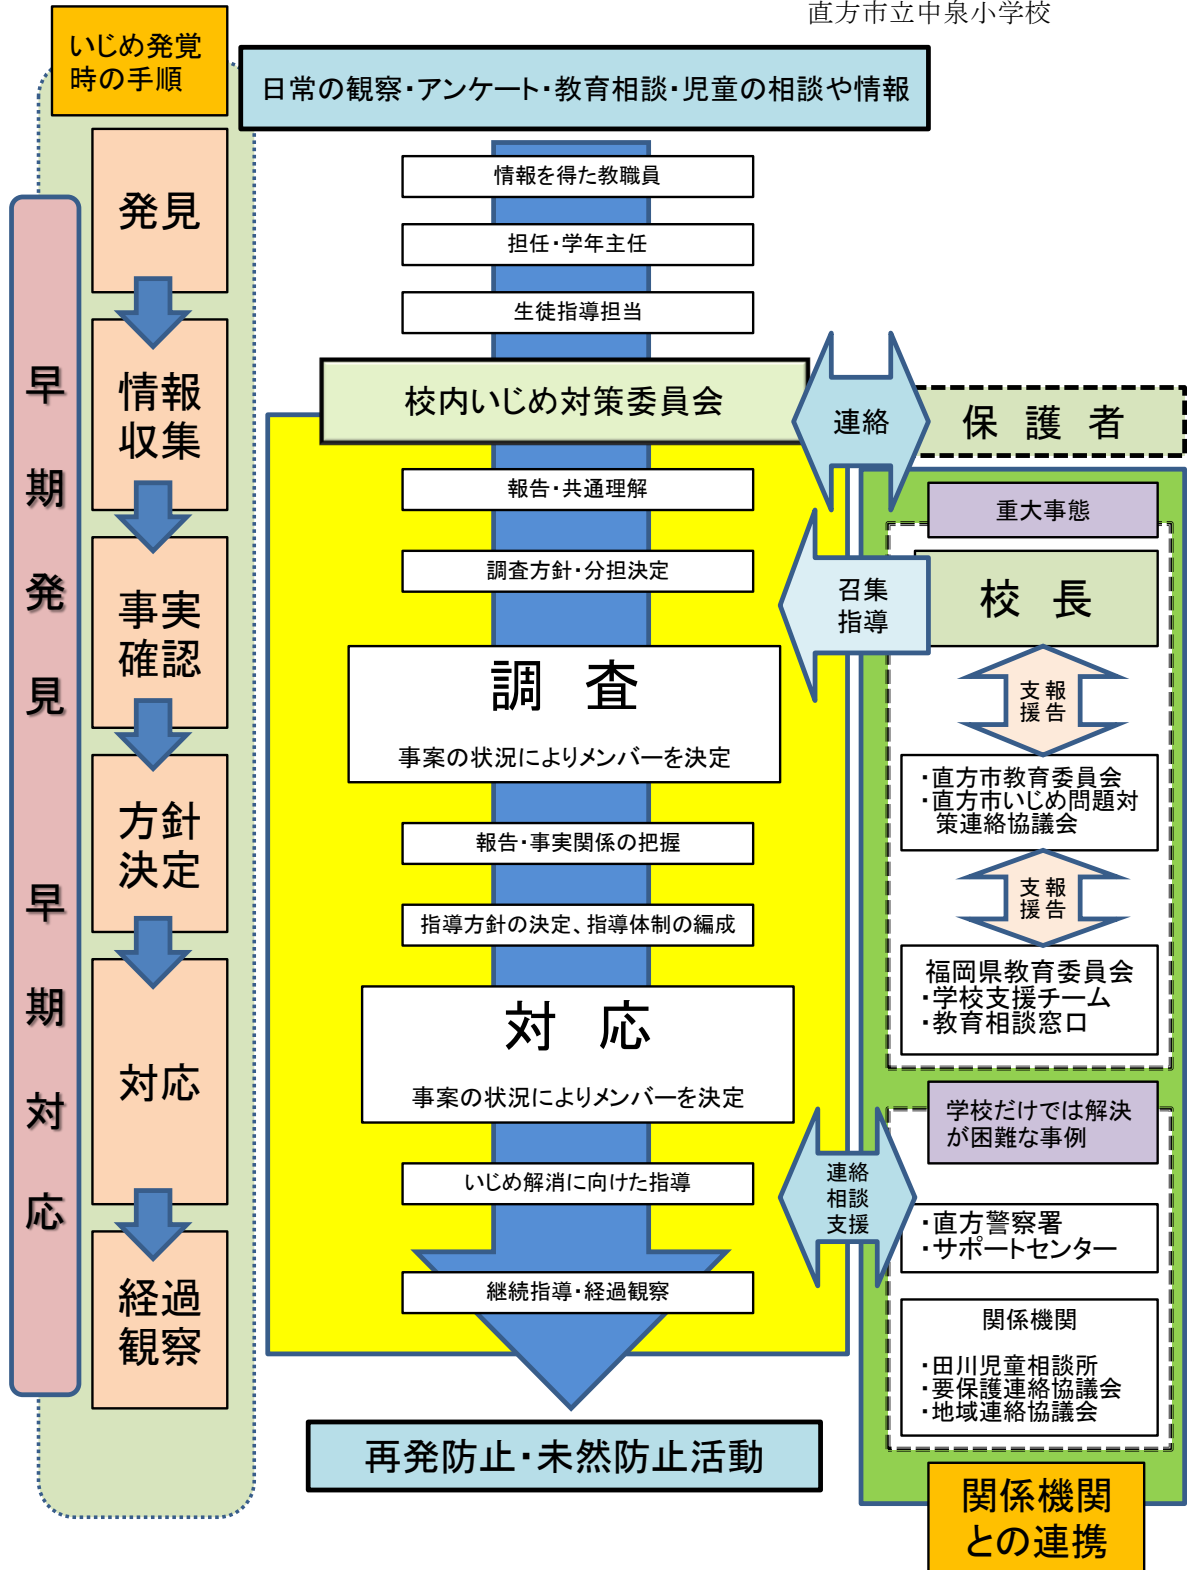 直方市立中泉小学校
いじめ発覚
時の手順
日常の観察・アンケート・教育相談・児童の相談や情報
早期発見　早期対応
発見
情報
収集
事実
確認
方針
決定
対応
経過
観察
情報を得た教職員
担任・学年主任
生徒指導担当
校内いじめ対策委員会
連絡
保護者
報告・共通理解
調査方針・分担決定
調査
事案の状況によりメンバーを決定
報告・事実関係の把握
指導方針の決定、指導体制の編成
対応
事案の状況によりメンバーを決定
いじめ解消に向けた指導
継続指導・経過観察
再発防止・未然防止活動
重大事態
召集
指導
校長
支報
援告
・直方市教育委員会
・直方市いじめ問題対
策連絡協議会
支報
援告
福岡県教育委員会
・学校支援チーム
・教育相談窓口
学校だけでは解決
が困難な事例
連絡
相談
支援
・直方警察署
・サポートセンター
関係機関
・田川児童相談所
・要保護連絡協議会
・地域連絡協議会
関係機関
との連携